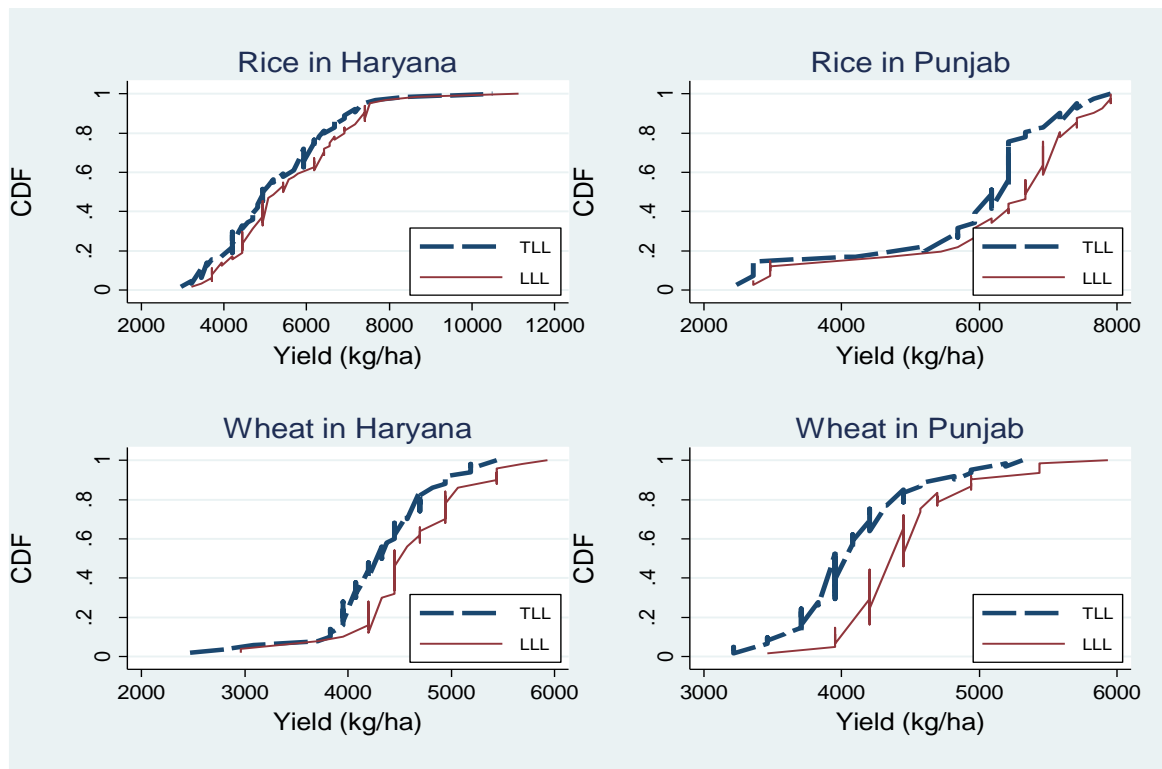 Rice in Haryana
CDF
0 .2 .4 .6 .8 1
2000 4000 6000 8000 10000 12000
Yield (kg/ha)
TLL
LLL
Rice in Punjab
CDF
0 .2 .4 .6 .8 1
2000 4000 6000 8000
Yield (kg/ha)
TLL
LLL
Wheat in Haryana
CDF
0 .2 .4 .6 .8 1
2000 3000 4000 5000 6000
Yield (kg/ha)
TLL
LLL
Wheat in Punjab
CDF
0 .2 .4 .6 .8 1
3000 4000 5000 6000
Yield (kg/ha)
TLL
LLL